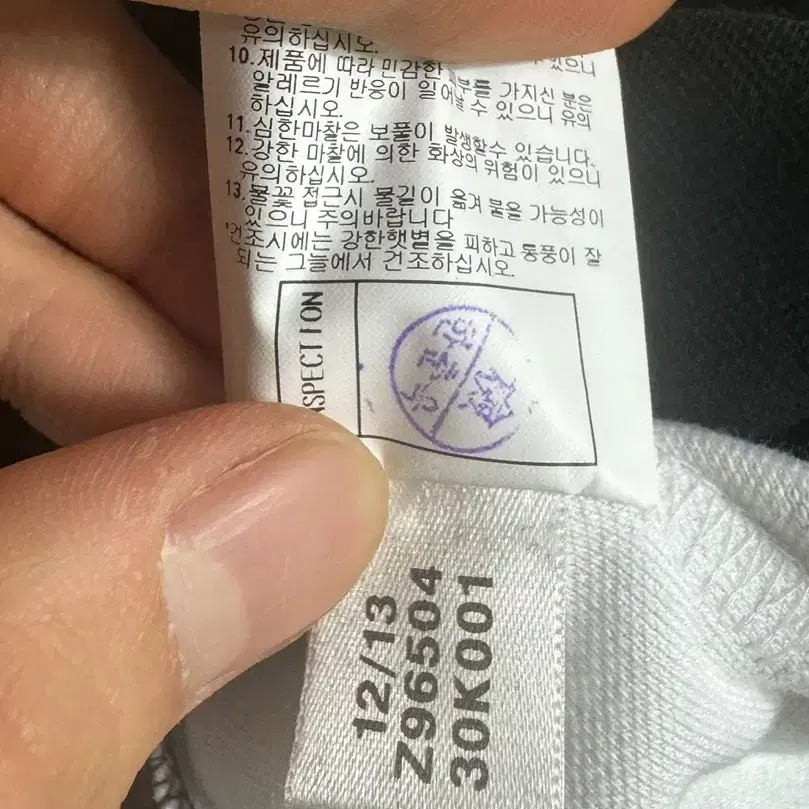 유의하십시오.
10.제품에 따라 민감한 피부를 가지신 분은
알레르기 반응이 일어날 수 있으니 유의
하십시오.
11.심한마찰은 보풀이 발생할수 있습니다.
12.강한 마찰에 의한 화상의 위험이 있으니
유의하십시오.
13.불꽃 접근시 불길이 옮겨 붙을 가능성이
있으니 주의바랍니다
건조시에는 강한햇볕을 피하고 통풍이 잘
되는 그늘에서 건조하십시오.
NSPECTION
12/13
Z96504
30K001